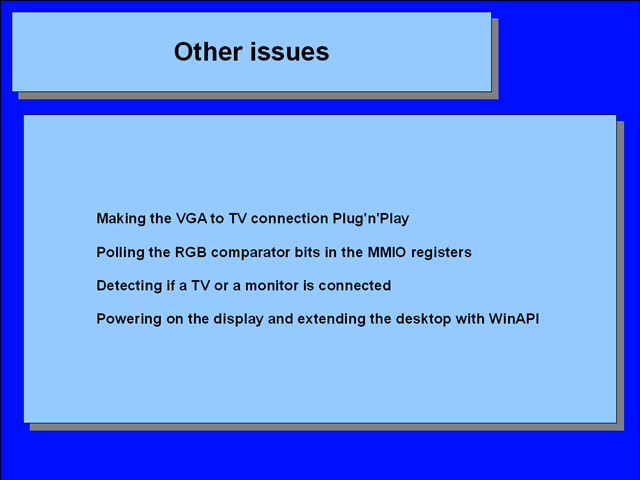 Other issues
Making the VGA to TV connection Plug'n'Play
Polling the RGB comparator bits in the MMIO registers
Detecting if a TV or a monitor is connected
Powering on the display and extending the desktop with WinAPI